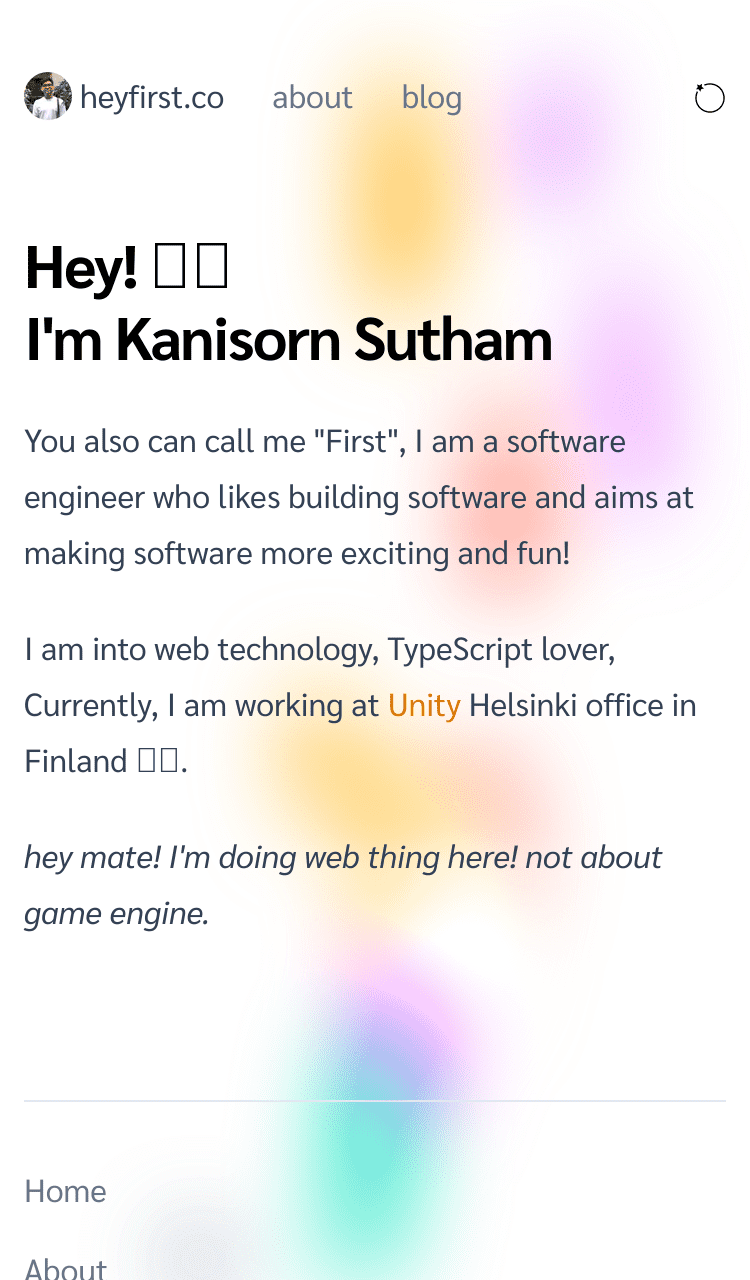 heyfirst.co about blog
Hey!
I'm Kanisorn Sutham
You also can call me "First", I am a software
engineer who likes building software and aims at
making software more exciting and fun!
I am into web technology, TypeScript lover,
Currently, I am working at Unity Helsinki office in
Finland .
hey mate! I'm doing web thing here! not about
game engine.
Home
About